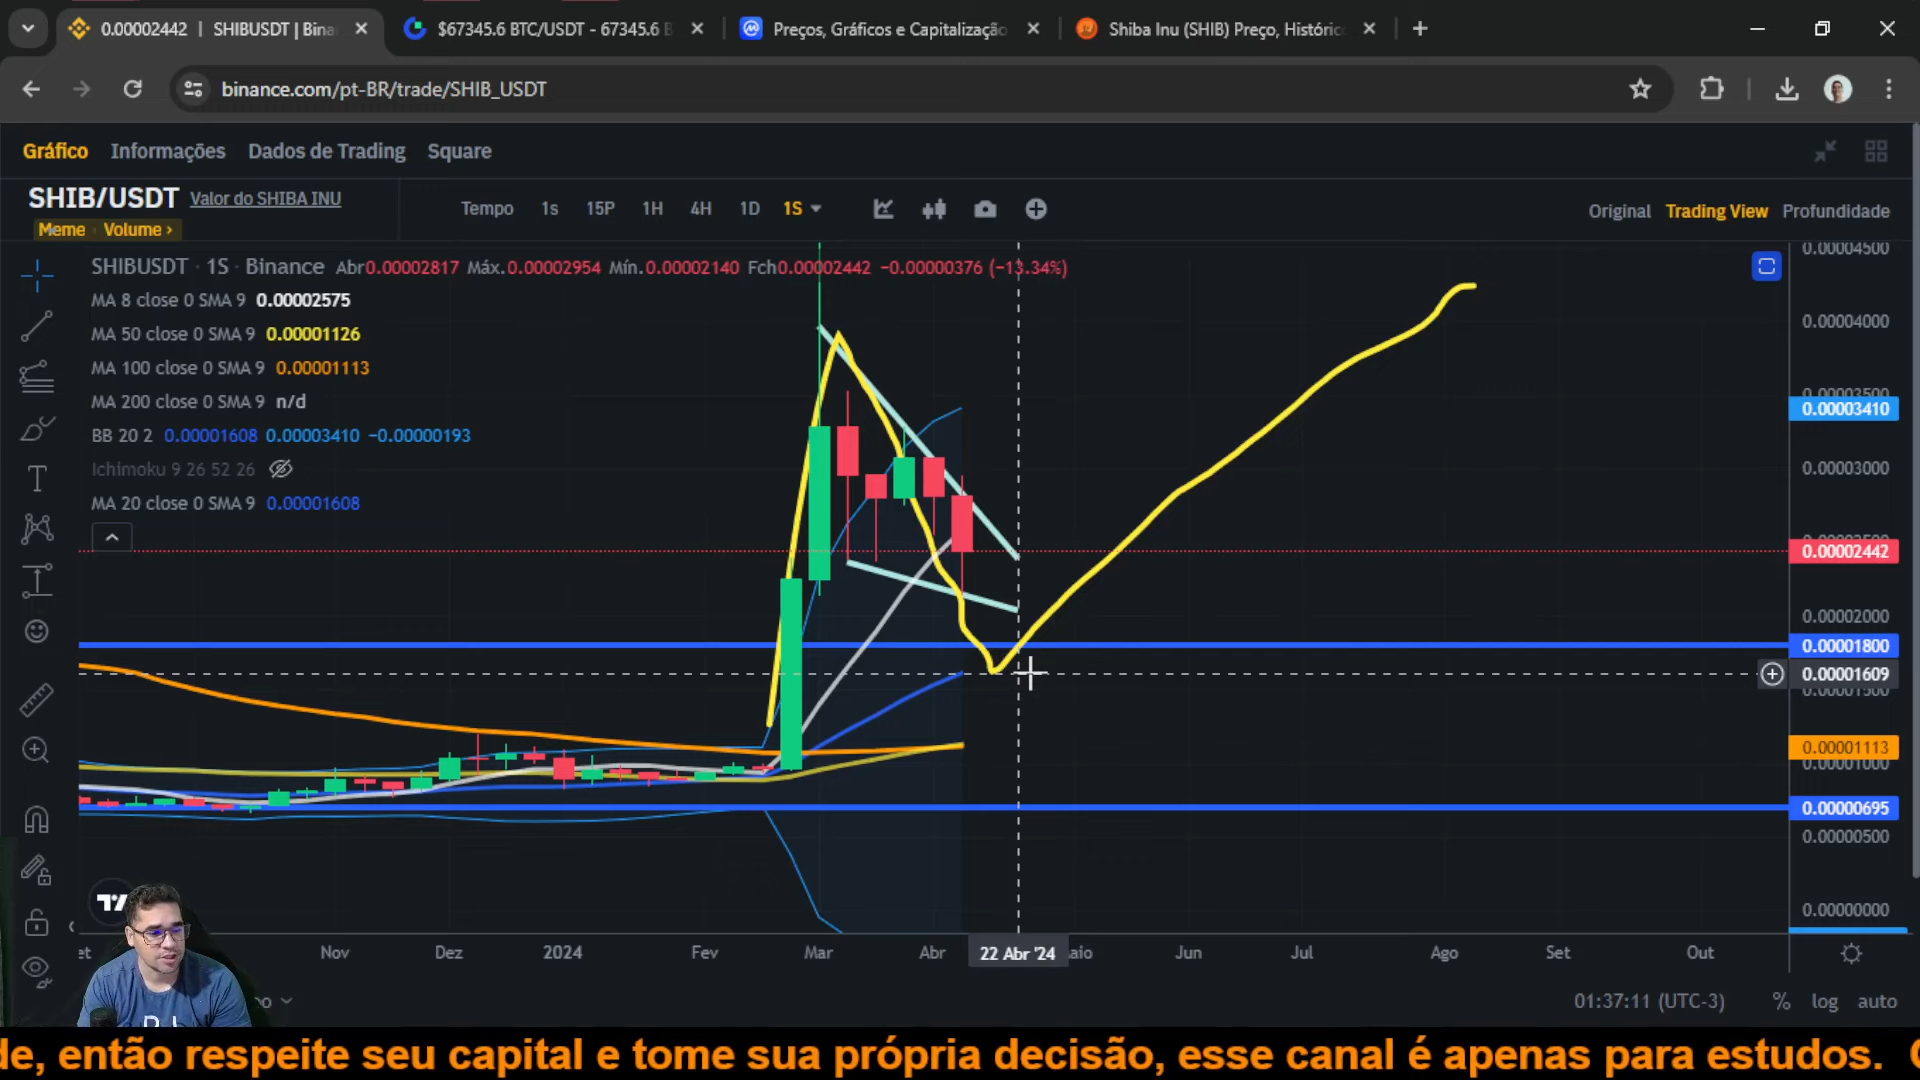 0.00002442 | SHIBUSDT | Bina
$67345.6 BTC/USDT - 67345.6 B
Preços, Gráficos e Capitalização
Shiba Inu (SHIB) Preço, Históric
binance.com/pt-BR/trade/SHIB_USDT
Gráfico Informações Dados de Trading Square
SHIB/USDT Valor do SHIBA INU
Meme Volume ›
Tempo 1s 15P 1H 4H 1D 1S
Original Trading View Profundidade
SHIBUSDT · 1S · Binance Abr0.00002817 Máx.0.00002954 Mín.0.00002140 Fch0.00002442 −0.00000376 (−13.34%)
MA 8 close 0 SMA 9 0.00002575
MA 50 close 0 SMA 9 0.00001126
MA 100 close 0 SMA 9 0.00001113
MA 200 close 0 SMA 9 n/d
BB 20 2 0.00001608 0.00003410 −0.00000193
Ichimoku 9 26 52 26
MA 20 close 0 SMA 9 0.00001608
0.00004500
0.00004000
0.00003500
0.00003410
0.00003000
0.00002442
0.00002000
0.00001800
0.00001609
0.00001500
0.00001113
0.00001000
0.00000695
0.00000500
0.00000000
Nov Dez 2024 Fev Mar Abr 22 Abr '24 Jun Jul Ago Set Out
01:37:11 (UTC-3) % log auto
de, então respeite seu capital e tome sua própria decisão, esse canal é apenas para estudos.